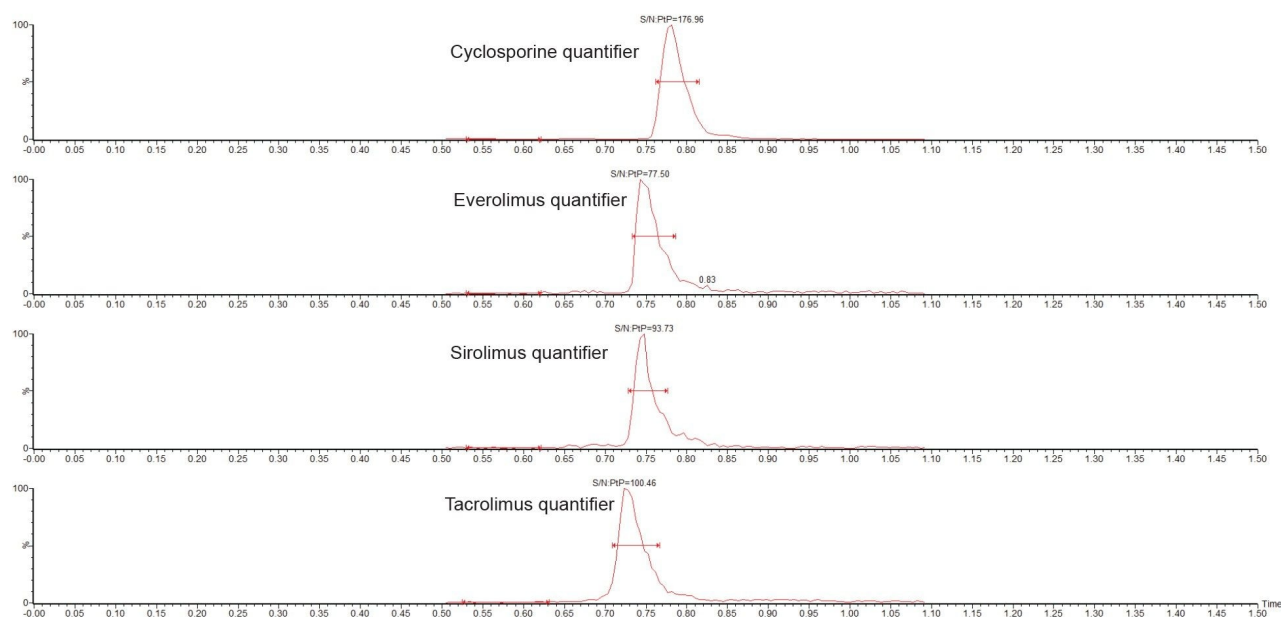 S/N:PtP=176.96
100
Cyclosporine quantifier
%
0
-0.00 0.05 0.10 0.15 0.20 0.25 0.30 0.35 0.40 0.45 0.50 0.55 0.60 0.65 0.70 0.75 0.80 0.85 0.90 0.95 1.00 1.05 1.10 1.15 1.20 1.25 1.30 1.35 1.40 1.45 1.50
S/N:PtP=77.50
100
Everolimus quantifier
%
0.83
0
-0.00 0.05 0.10 0.15 0.20 0.25 0.30 0.35 0.40 0.45 0.50 0.55 0.60 0.65 0.70 0.75 0.80 0.85 0.90 0.95 1.00 1.05 1.10 1.15 1.20 1.25 1.30 1.35 1.40 1.45 1.50
S/N:PtP=93.73
100
Sirolimus quantifier
%
0
-0.00 0.05 0.10 0.15 0.20 0.25 0.30 0.35 0.40 0.45 0.50 0.55 0.60 0.65 0.70 0.75 0.80 0.85 0.90 0.95 1.00 1.05 1.10 1.15 1.20 1.25 1.30 1.35 1.40 1.45 1.50
S/N:PtP=100.46
100
Tacrolimus quantifier
%
0 Time
-0.00 0.05 0.10 0.15 0.20 0.25 0.30 0.35 0.40 0.45 0.50 0.55 0.60 0.65 0.70 0.75 0.80 0.85 0.90 0.95 1.00 1.05 1.10 1.15 1.20 1.25 1.30 1.35 1.40 1.45 1.50